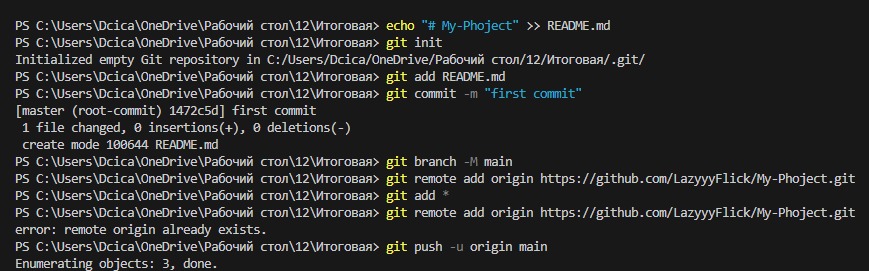 PS C:\Users\Dcica\OneDrive\Рабочий стол\12\Итоговая> echo "# My-Phoject" >> README.md
PS C:\Users\Dcica\OneDrive\Рабочий стол\12\Итоговая> git init
Initialized empty Git repository in C:/Users/Dcica/OneDrive/Рабочий стол/12/Итоговая/.git/
PS C:\Users\Dcica\OneDrive\Рабочий стол\12\Итоговая> git add README.md
PS C:\Users\Dcica\OneDrive\Рабочий стол\12\Итоговая> git commit -m "first commit"
[master (root-commit) 1472c5d] first commit
 1 file changed, 0 insertions(+), 0 deletions(-)
 create mode 100644 README.md
PS C:\Users\Dcica\OneDrive\Рабочий стол\12\Итоговая> git branch -M main
PS C:\Users\Dcica\OneDrive\Рабочий стол\12\Итоговая> git remote add origin https://github.com/LazyyyFlick/My-Phoject.git
PS C:\Users\Dcica\OneDrive\Рабочий стол\12\Итоговая> git add *
PS C:\Users\Dcica\OneDrive\Рабочий стол\12\Итоговая> git remote add origin https://github.com/LazyyyFlick/My-Phoject.git
error: remote origin already exists.
PS C:\Users\Dcica\OneDrive\Рабочий стол\12\Итоговая> git push -u origin main
Enumerating objects: 3, done.